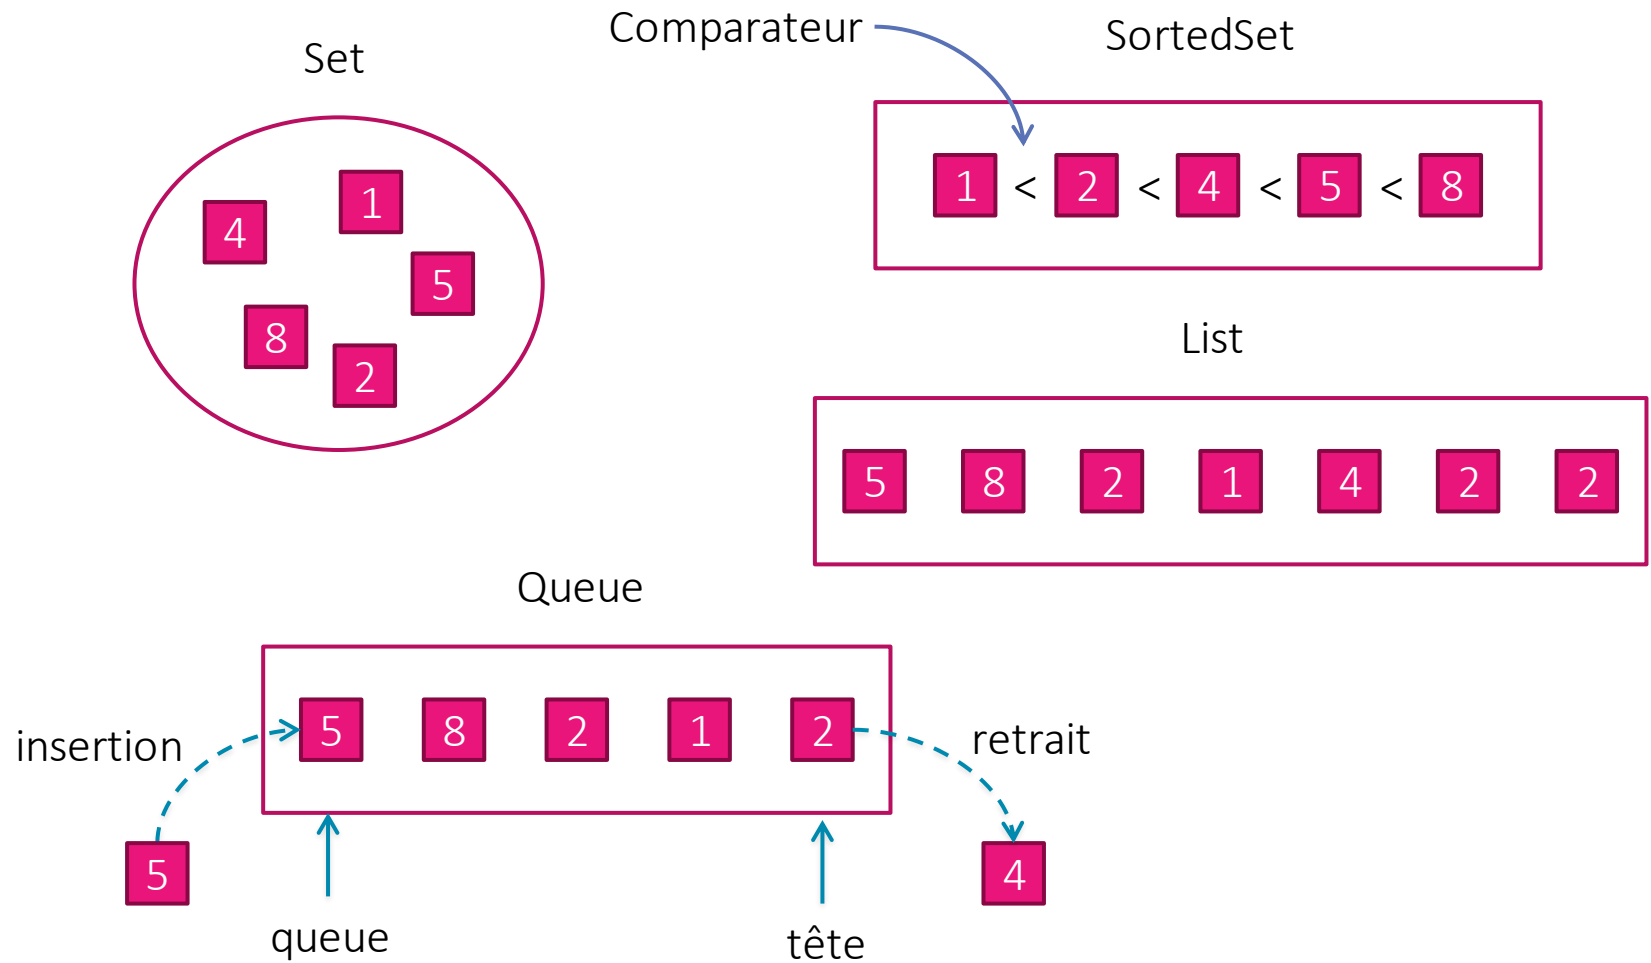 Set
4
1
5
8
2
Comparateur
SortedSet
1 < 2 < 4 < 5 < 8
List
5 8 2 1 4 2 2
Queue
insertion
5 8 2 1 2
retrait
5
4
queue
tête